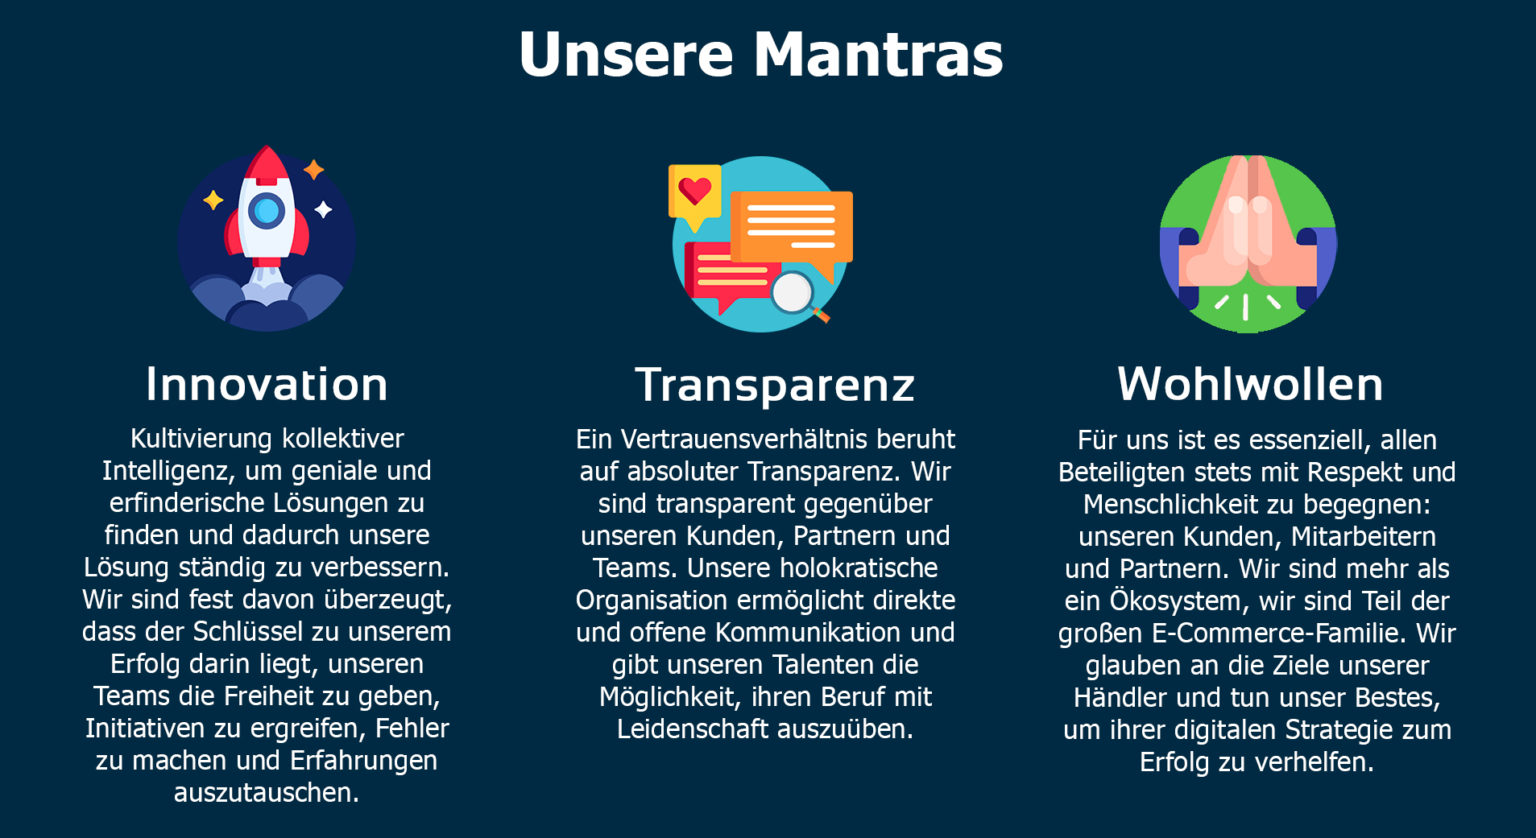 Unsere Mantras
Innovation
Kultivierung kollektiver
Intelligenz, um geniale und
erfinderische Lösungen zu
finden und dadurch unsere
Lösung ständig zu verbessern.
Wir sind fest davon überzeugt,
dass der Schlüssel zu unserem
Erfolg darin liegt, unseren
Teams die Freiheit zu geben,
Initiativen zu ergreifen, Fehler
zu machen und Erfahrungen
auszutauschen.
Transparenz
Ein Vertrauensverhältnis beruht
auf absoluter Transparenz. Wir
sind transparent gegenüber
unseren Kunden, Partnern und
Teams. Unsere holokratische
Organisation ermöglicht direkte
und offene Kommunikation und
gibt unseren Talenten die
Möglichkeit, ihren Beruf mit
Leidenschaft auszuüben.
Wohlwollen
Für uns ist es essenziell, allen
Beteiligten stets mit Respekt und
Menschlichkeit zu begegnen:
unseren Kunden, Mitarbeitern
und Partnern. Wir sind mehr als
ein Ökosystem, wir sind Teil der
großen E-Commerce-Familie. Wir
glauben an die Ziele unserer
Händler und tun unser Bestes,
um ihrer digitalen Strategie zum
Erfolg zu verhelfen.